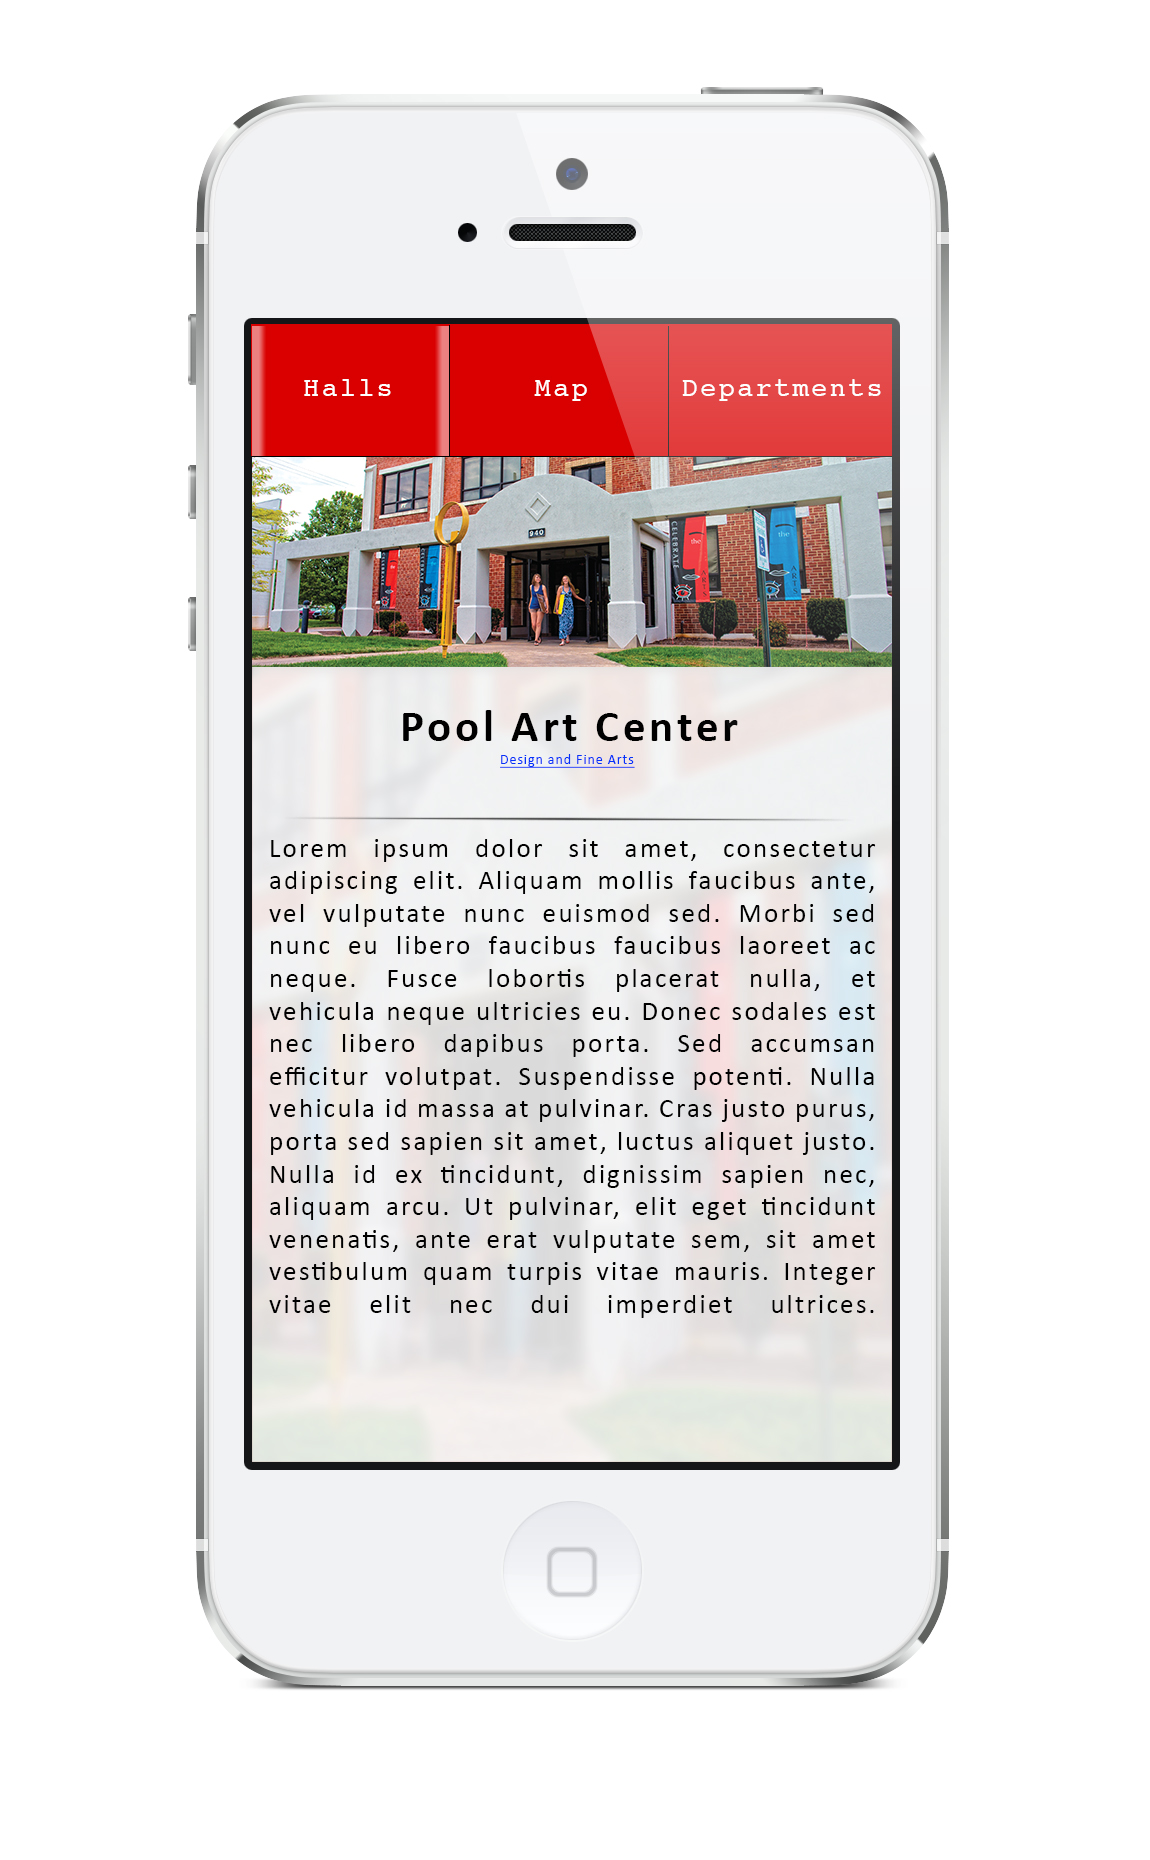 Halls Map Departments
940
CELEBRATE the ARTS the ARTS
Pool Art Center
Design and Fine Arts
Lorem ipsum dolor sit amet, consectetur
adipiscing elit. Aliquam mollis faucibus ante,
vel vulputate nunc euismod sed. Morbi sed
nunc eu libero faucibus faucibus laoreet ac
neque. Fusce lobortis placerat nulla, et
vehicula neque ultricies eu. Donec sodales est
nec libero dapibus porta. Sed accumsan
efficitur volutpat. Suspendisse potenti. Nulla
vehicula id massa at pulvinar. Cras justo purus,
porta sed sapien sit amet, luctus aliquet justo.
Nulla id ex tincidunt, dignissim sapien nec,
aliquam arcu. Ut pulvinar, elit eget tincidunt
venenatis, ante erat vulputate sem, sit amet
vestibulum quam turpis vitae mauris. Integer
vitae elit nec dui imperdiet ultrices.